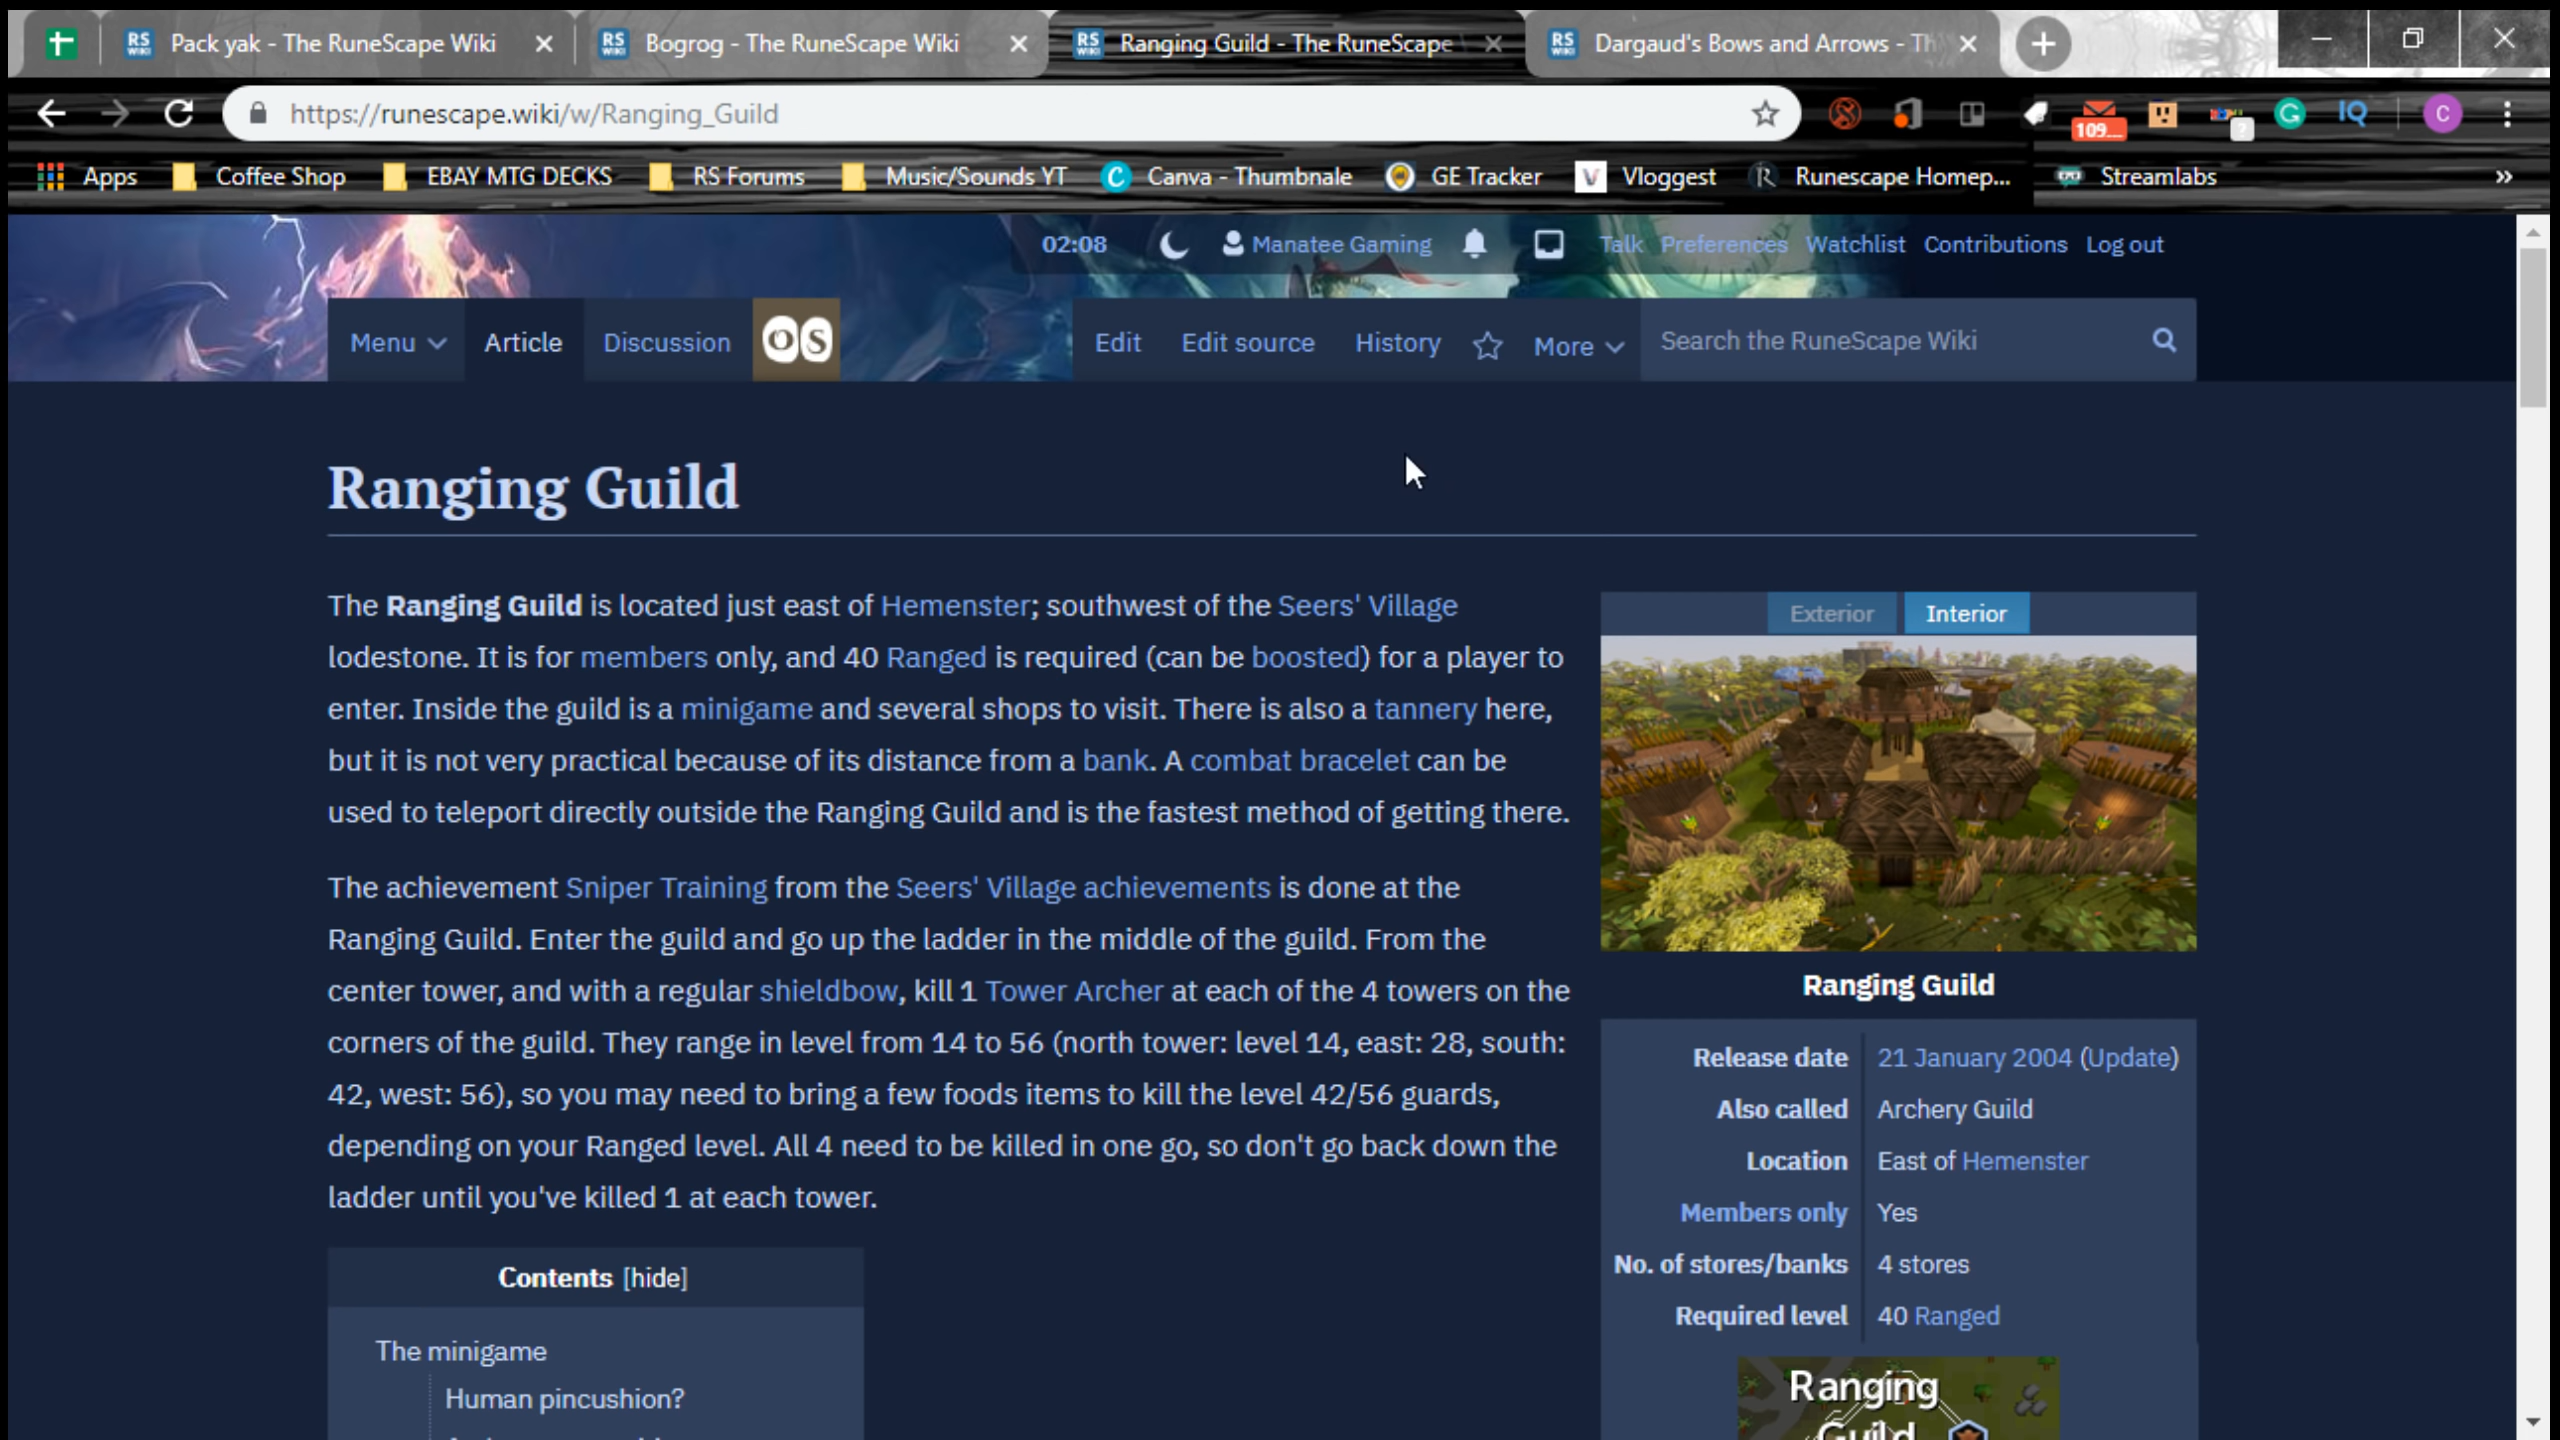 Pack yak - The RuneScape Wiki
Bogrog - The RuneScape Wiki
Ranging Guild - The RuneScape
Dargaud's Bows and Arrows - Th
https://runescape.wiki/w/Ranging_Guild
109...
IQ
C
Apps
Coffee Shop
EBAY MTG DECKS
RS Forums
Music/Sounds YT
Canva - Thumbnale
GE Tracker
Vloggest
Runescape Homep...
Streamlabs
02:08
Manatee Gaming
Talk
Preferences
Watchlist
Contributions
Log out
Menu
Article
Discussion
OS
Edit
Edit source
History
More
Search the RuneScape Wiki
Ranging Guild
The Ranging Guild is located just east of Hemenster; southwest of the Seers' Village
lodestone. It is for members only, and 40 Ranged is required (can be boosted) for a player to
enter. Inside the guild is a minigame and several shops to visit. There is also a tannery here,
but it is not very practical because of its distance from a bank. A combat bracelet can be
used to teleport directly outside the Ranging Guild and is the fastest method of getting there.
The achievement Sniper Training from the Seers' Village achievements is done at the
Ranging Guild. Enter the guild and go up the ladder in the middle of the guild. From the
center tower, and with a regular shieldbow, kill 1 Tower Archer at each of the 4 towers on the
corners of the guild. They range in level from 14 to 56 (north tower: level 14, east: 28, south:
42, west: 56), so you may need to bring a few foods items to kill the level 42/56 guards,
depending on your Ranged level. All 4 need to be killed in one go, so don't go back down the
ladder until you've killed 1 at each tower.
Contents [hide]
The minigame
Human pincushion?
Exterior
Interior
Ranging Guild
Release date 21 January 2004 (Update)
Also called Archery Guild
Location East of Hemenster
Members only Yes
No. of stores/banks 4 stores
Required level 40 Ranged
Ranging
Guild